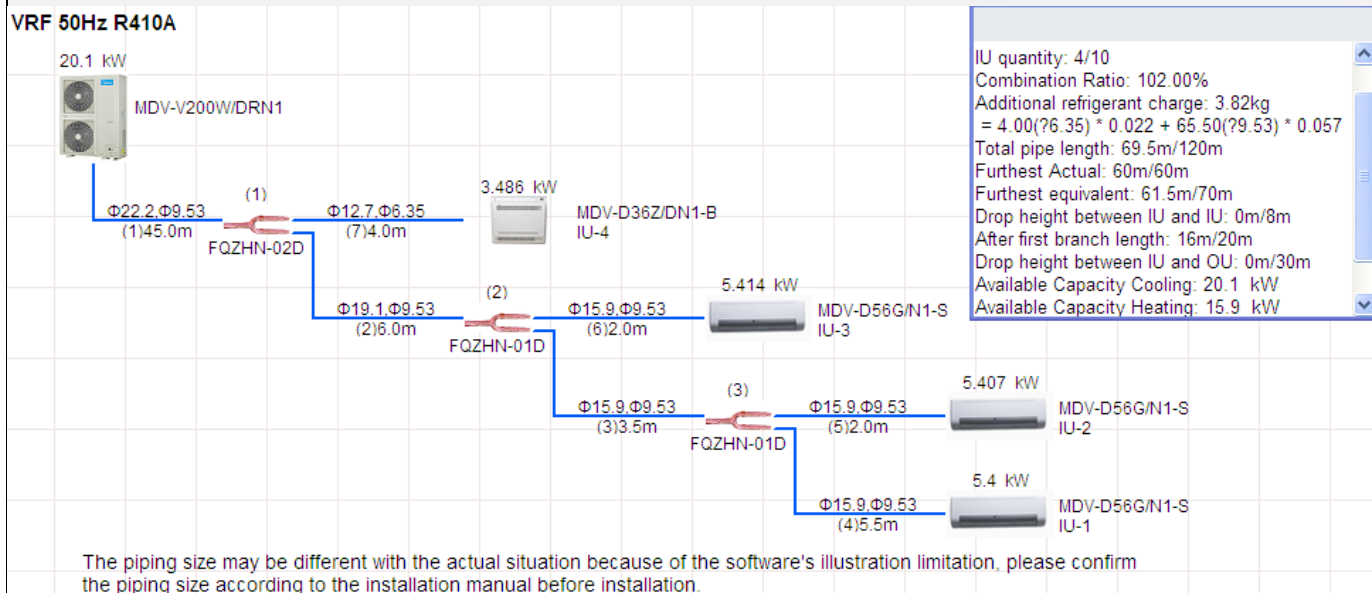 VRF 50Hz R410A
20.1 kW
MDV-V200W/DRN1
IU quantity: 4/10
Combination Ratio: 102.00%
Additional refrigerant charge: 3.82kg
= 4.00(?6.35) * 0.022 + 65.50(?9.53) * 0.057
Total pipe length: 69.5m/120m
Furthest Actual: 60m/60m
Furthest equivalent: 61.5m/70m
Drop height between IU and IU: 0m/8m
After first branch length: 16m/20m
Drop height between IU and OU: 0m/30m
Available Capacity Cooling: 20.1 kW
Available Capacity Heating: 15.9 kW
(1)
Φ22.2,Φ9.53
(1)45.0m
FQZHN-02D
Φ12.7,Φ6.35
(7)4.0m
3.486 kW
MDV-D36Z/DN1-B
IU-4
(2)
Φ19.1,Φ9.53
(2)6.0m
FQZHN-01D
Φ15.9,Φ9.53
(6)2.0m
5.414 kW
MDV-D56G/N1-S
IU-3
(3)
Φ15.9,Φ9.53
(3)3.5m
FQZHN-01D
Φ15.9,Φ9.53
(5)2.0m
5.407 kW
MDV-D56G/N1-S
IU-2
Φ15.9,Φ9.53
(4)5.5m
5.4 kW
MDV-D56G/N1-S
IU-1
The piping size may be different with the actual situation because of the software's illustration limitation, please confirm
the piping size according to the installation manual before installation.